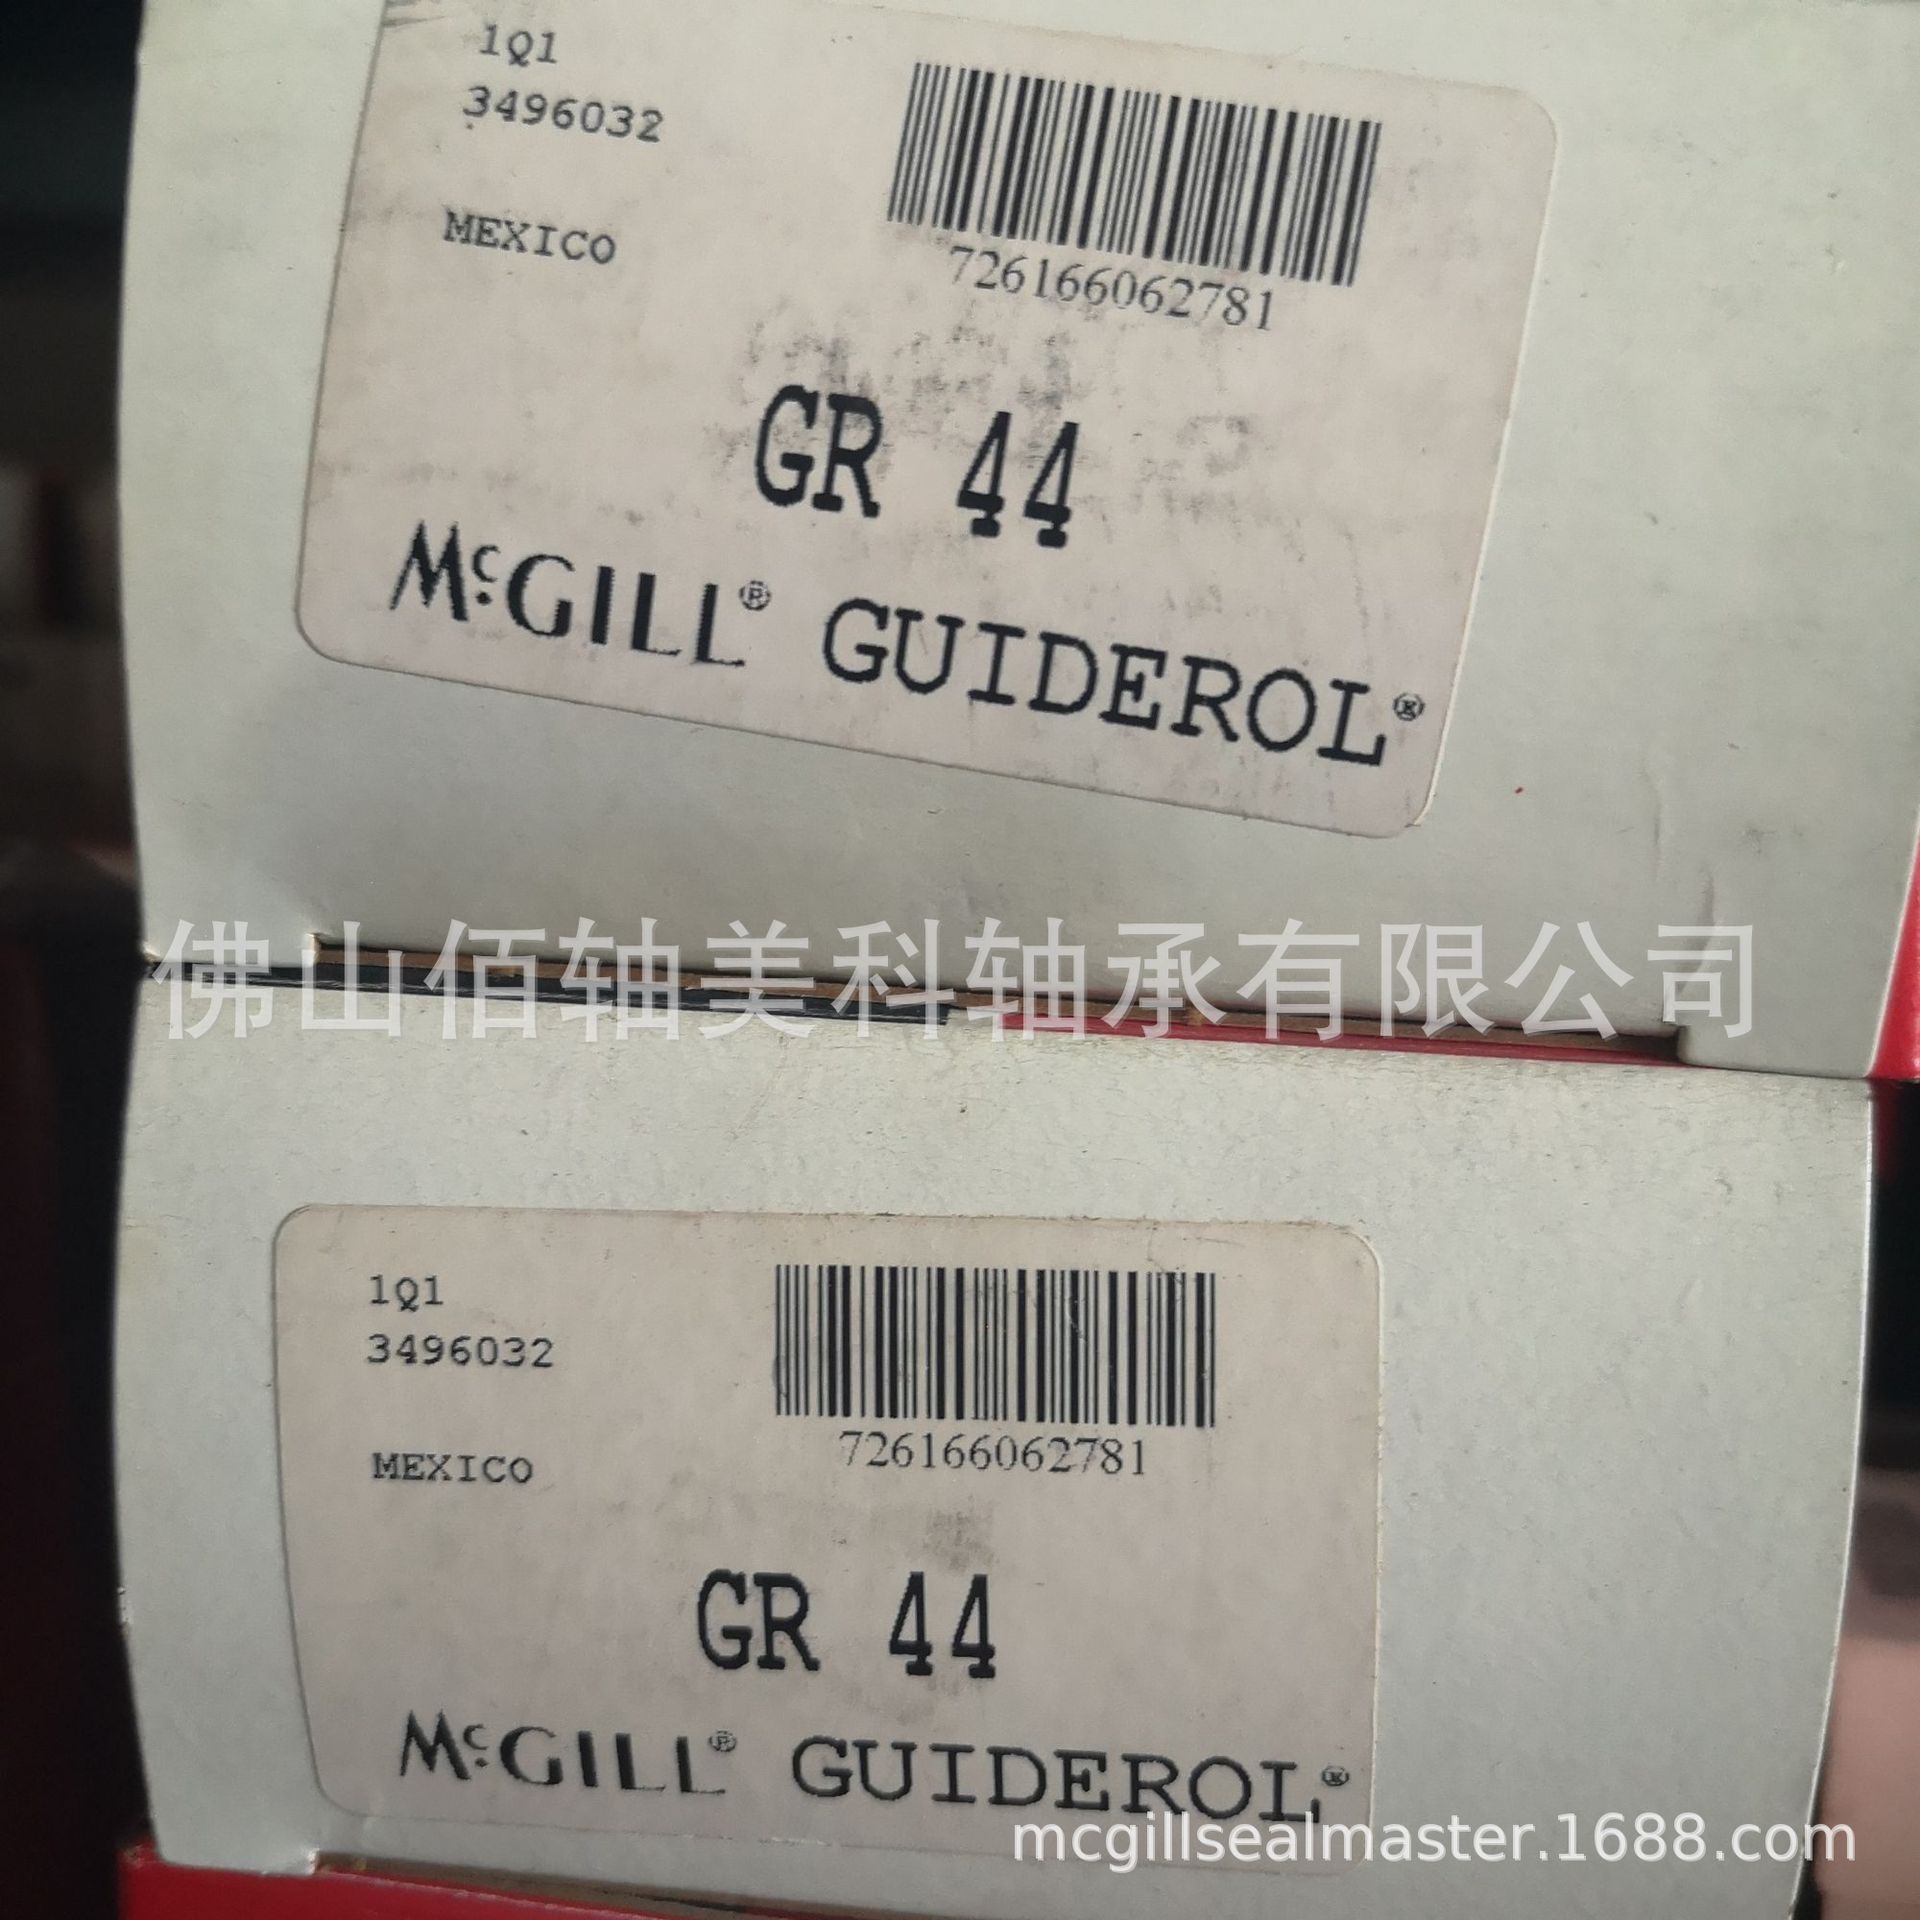 1Q1
3496032
MEXICO
726166062781
GR 44
McGILL® GUIDEROL®
佛山佰轴美科轴承有限公司
1Q1
3496032
MEXICO
726166062781
GR 44
McGILL® GUIDEROL®
mcgillsealmaster.1688.com